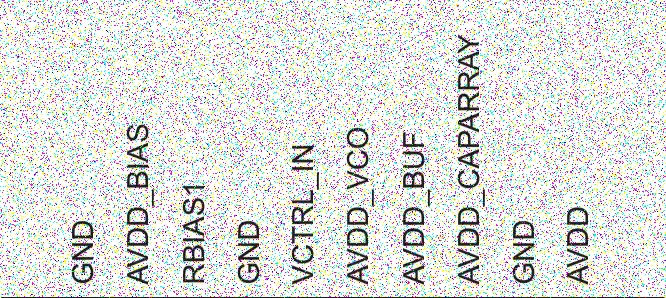 GND
AVDD_BIAS
RBIAS1
GND
VCTRL_IN
AVDD_VCO
AVDD_BUF
AVDD_CAPARRAY
GND
AVDD